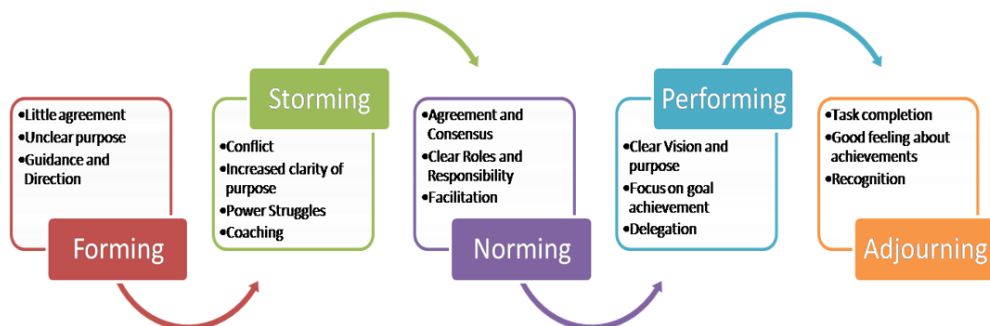 •Little agreement
•Unclear purpose
•Guidance and
Direction
Forming
Storming
•Conflict
•Increased clarity of
purpose
•Power Struggles
•Coaching
•Agreement and
Consensus
•Clear Roles and
Responsibility
•Facilitation
Norming
Performing
•Clear Vision and
purpose
•Focus on goal
achievement
•Delegation
•Task completion
•Good feeling about
achievements
•Recognition
Adjourning